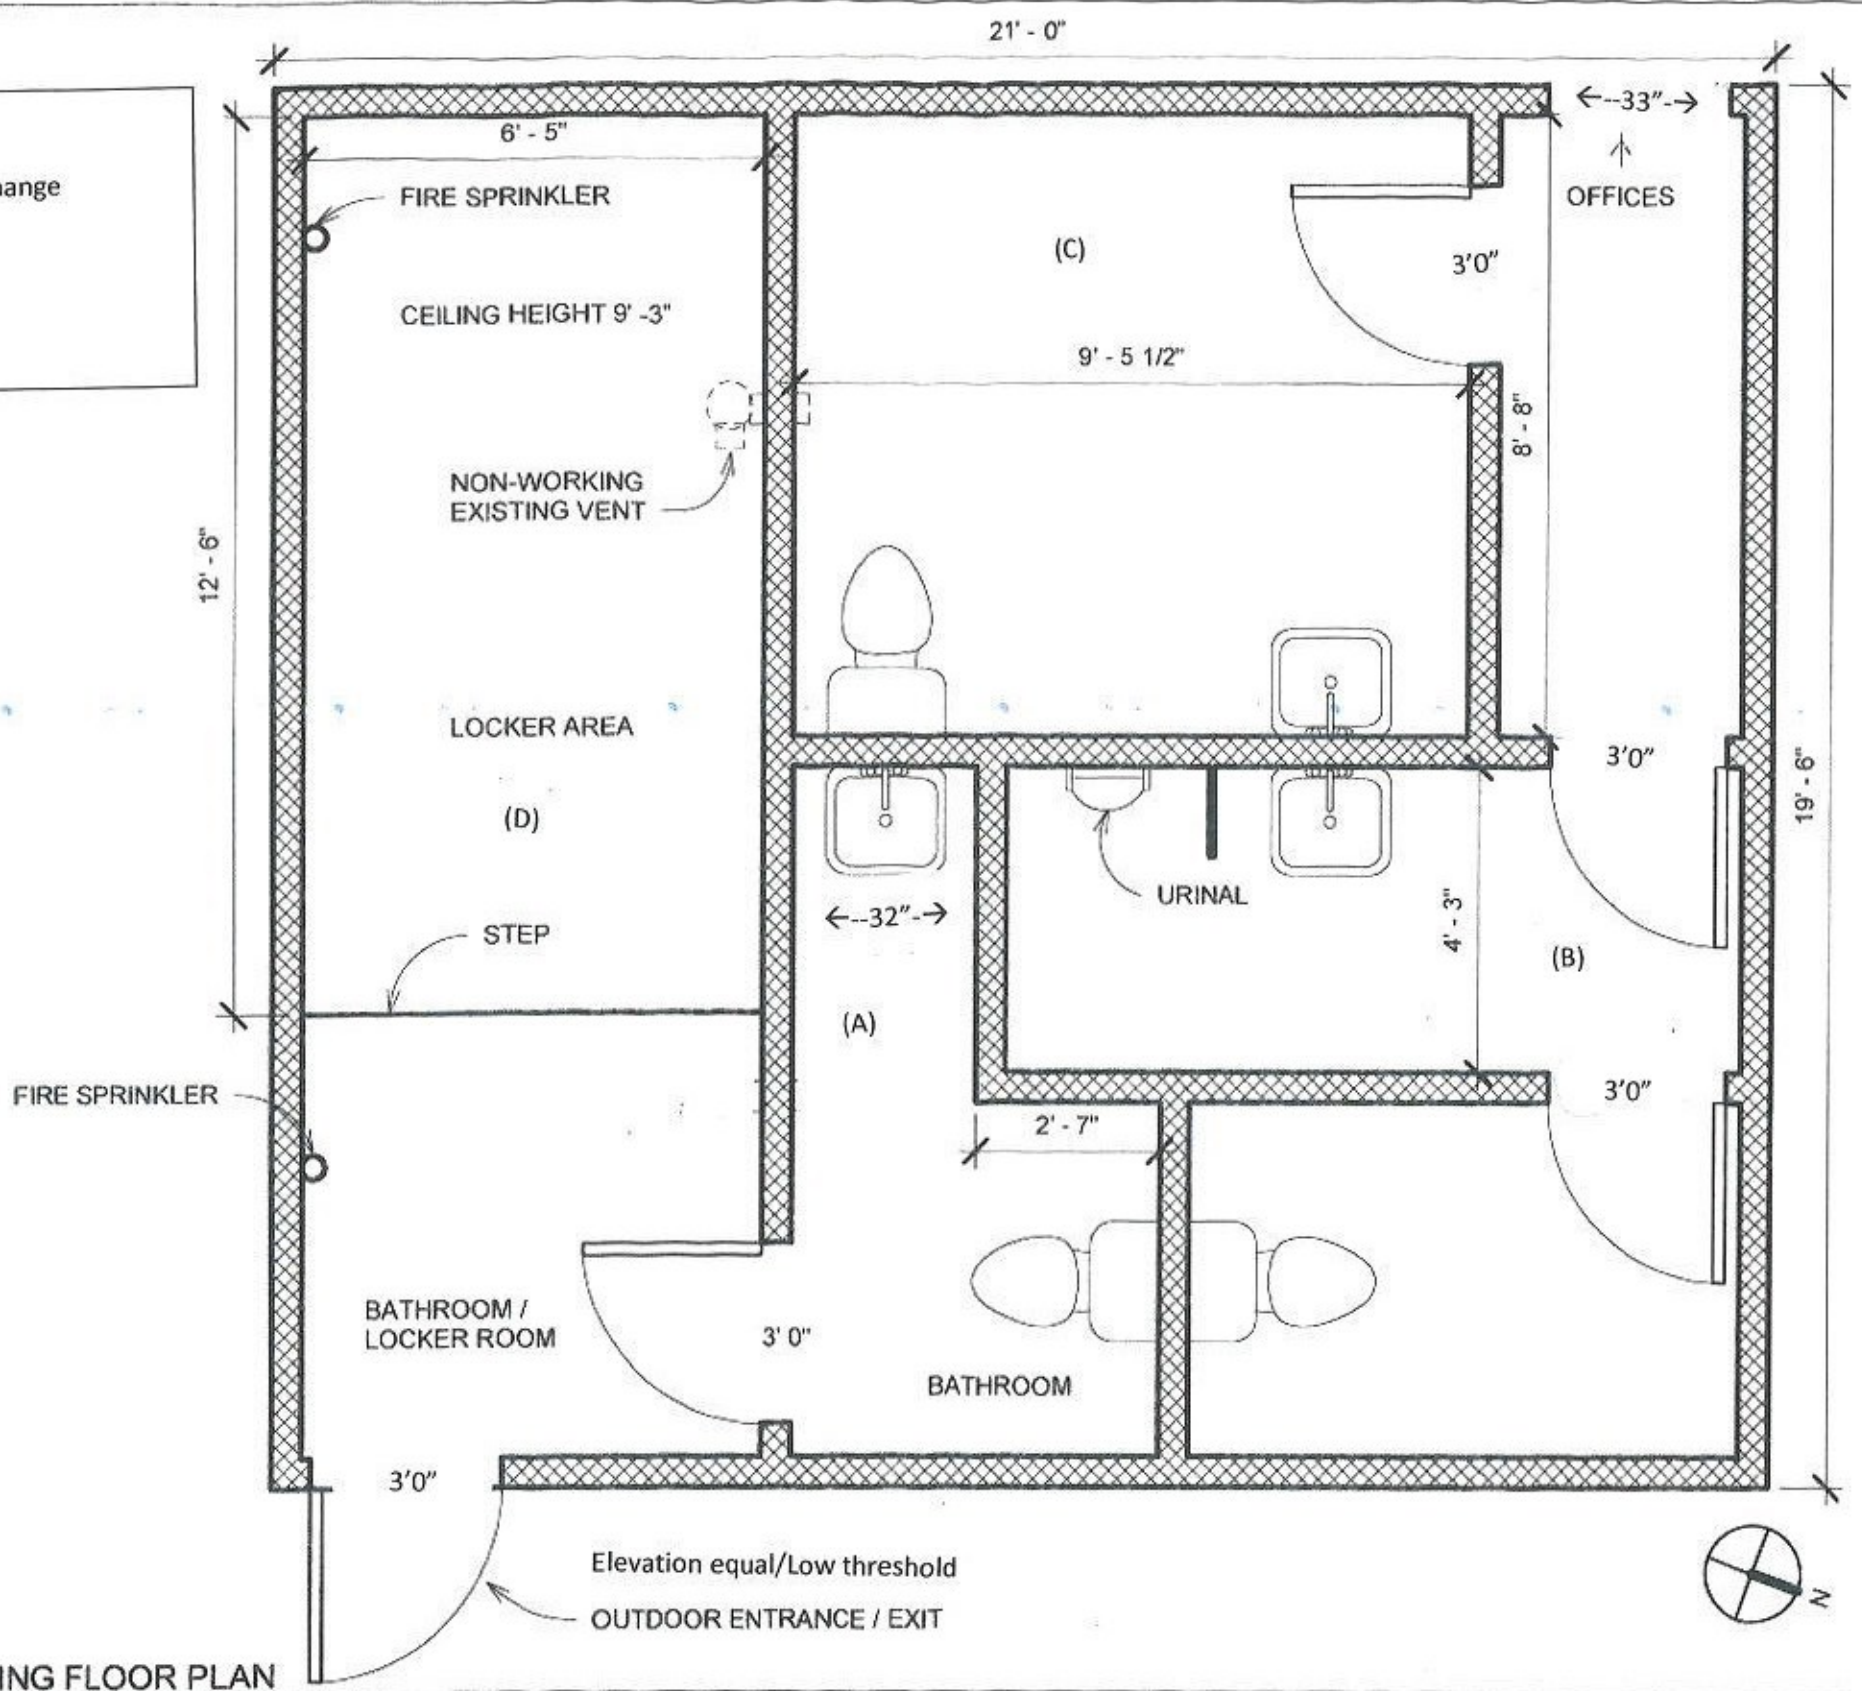 21' - 0"
←--33"-→
6' - 5"
hange
FIRE SPRINKLER
OFFICES
(C)
3'0"
CEILING HEIGHT 9' -3"
9' - 5 1/2"
8' - 8"
NON-WORKING
EXISTING VENT
12' - 6"
LOCKER AREA
3'0"
19' - 6"
(D)
URINAL
←--32"-→
4' - 3"
STEP
(B)
(A)
FIRE SPRINKLER
3'0"
2' - 7"
BATHROOM /
LOCKER ROOM
3' 0"
BATHROOM
3'0"
Elevation equal/Low threshold
OUTDOOR ENTRANCE / EXIT
N
ING FLOOR PLAN